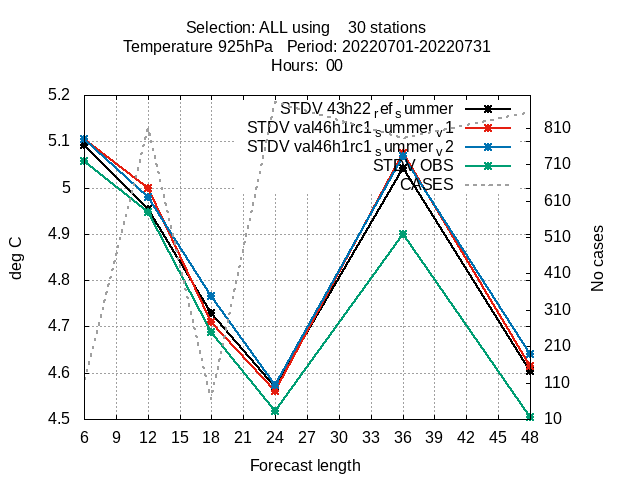 Selection: ALL using 30 stations
Temperature 925hPa Period: 20220701-20220731
Hours: 00
STDV 43h22refsummer
STDV val46h1rc1summerv1
STDV val46h1rc1summerv2
STDV OBS
CASES
deg C
No cases
5.2
5.1
5
4.9
4.8
4.7
4.6
4.5
810
710
610
510
410
310
210
110
10
6 9 12 15 18 21 24 27 30 33 36 39 42 45 48
Forecast length